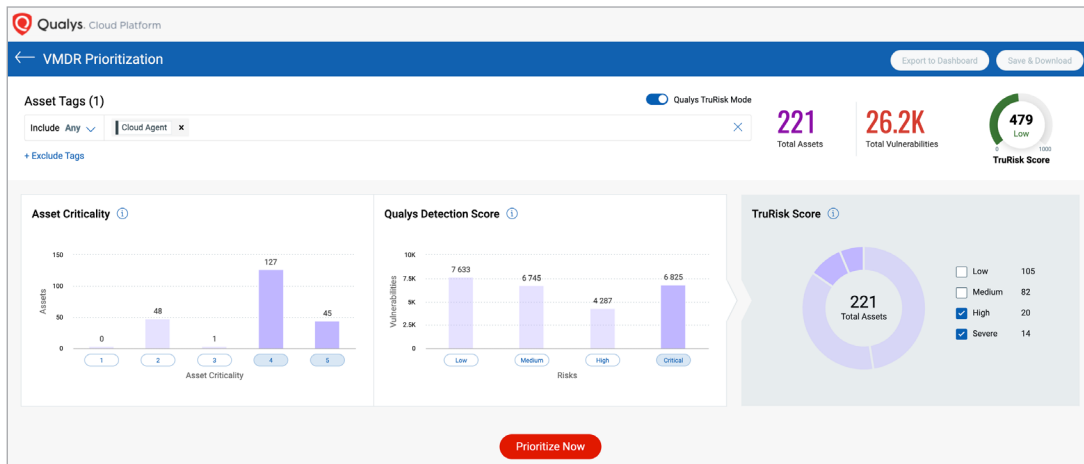 Qualys. Cloud Platform
VMDR Prioritization
Export to Dashboard
Save & Download
Asset Tags (1)
Qualys TruRisk Mode
Include Any
Cloud Agent x
+ Exclude Tags
221
Total Assets
26.2K
Total Vulnerabilities
479
Low
0 1000
TruRisk Score
Asset Criticality
150
100
50
0
Assets
0
48
1
127
45
1 2 3 4 5
Asset Criticality
Qualys Detection Score
10K
7.5K
5K
2.5K
0
Vulnerabilities
7 633
6 745
4 287
6 825
Low Medium High Critical
Risks
TruRisk Score
221
Total Assets
Low 105
Medium 82
High 20
Severe 14
Prioritize Now